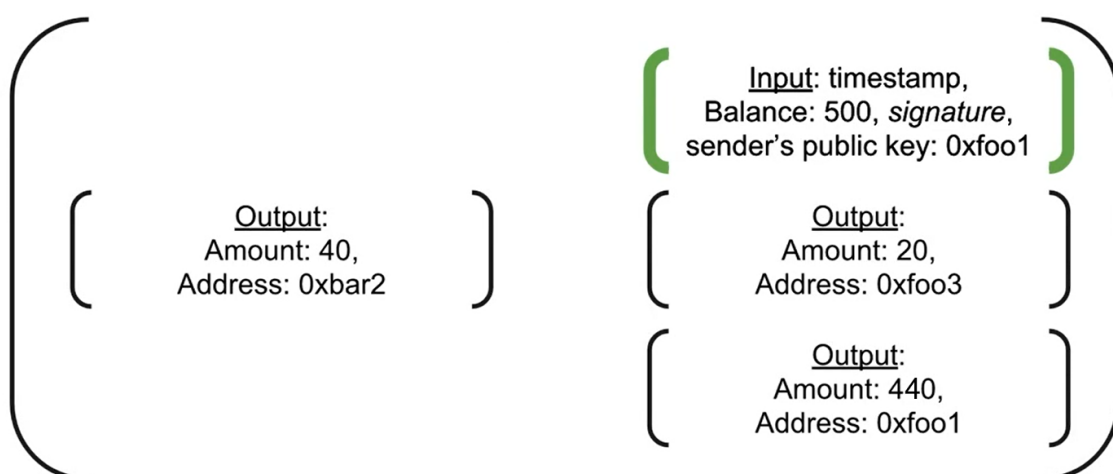 Input: timestamp,
Balance: 500, signature,
sender’s public key: 0xfoo1
Output:
Amount: 40,
Address: 0xbar2
Output:
Amount: 20,
Address: 0xfoo3
Output:
Amount: 440,
Address: 0xfoo1